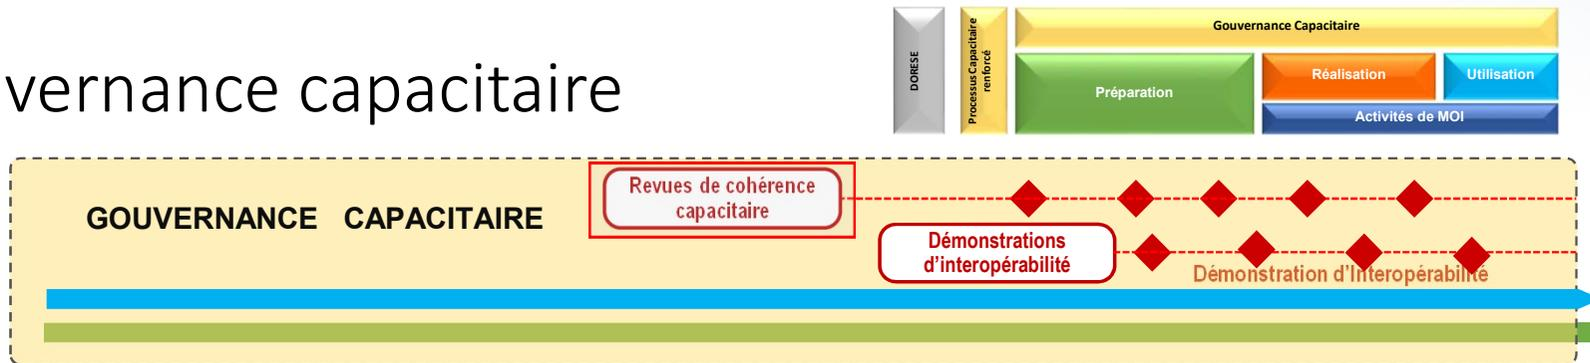 vernance capacitaire
DORESE
Processus Capacitaire
renforcé
Gouvernance Capacitaire
Préparation
Réalisation
Utilisation
Activités de MOI
GOUVERNANCE CAPACITAIRE
Revues de cohérence
capacitaire
Démonstrations
d'interopérabilité
Démonstration d'Interopérabilité